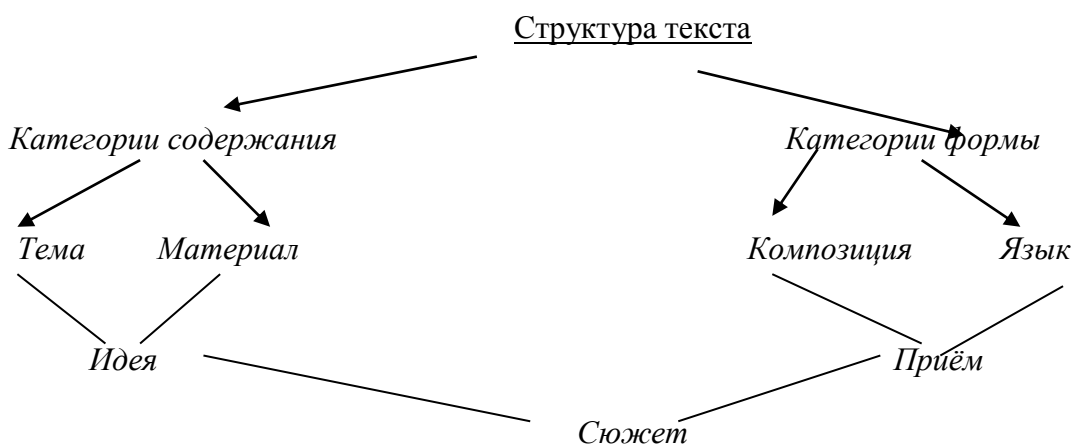 Структура текста
Категории содержания Категории формы
Тема Материал Композиция Язык
Идея Приём
Сюжет